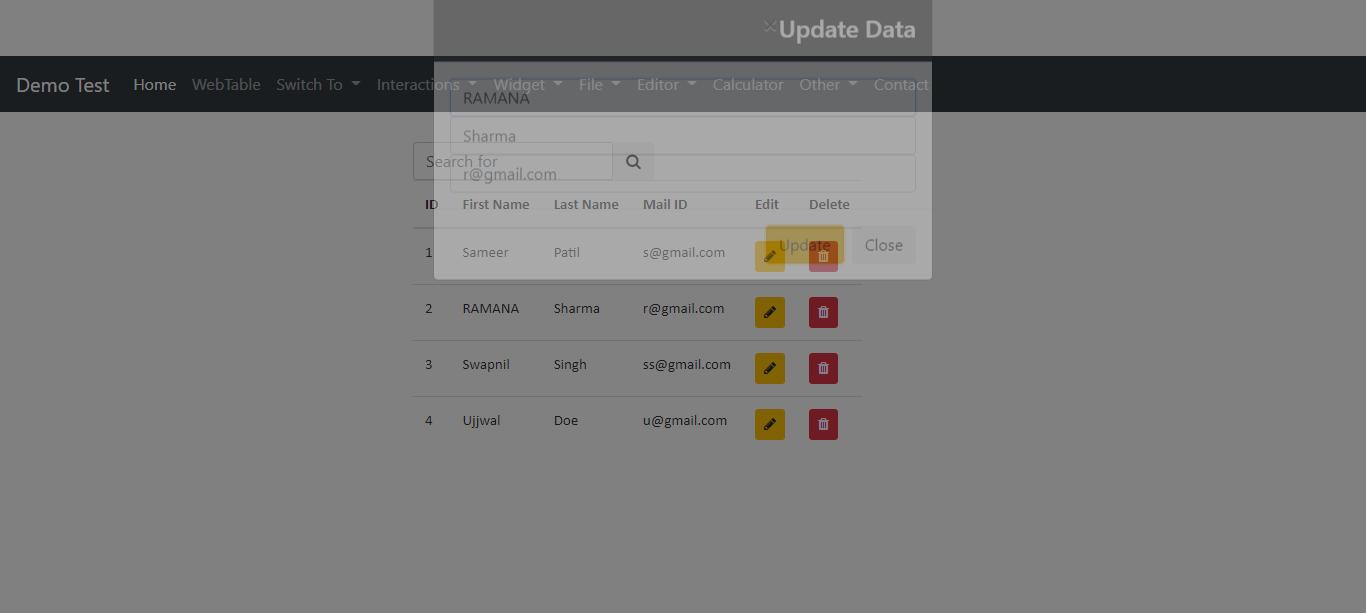 ×Update Data
Demo Test Home WebTable Switch To Interactions Widget File Editor Calculator Other Contact
RAMANA
Sharma
Search for
r@gmail.com
ID First Name Last Name Mail ID Edit Delete
Update Close
1 Sameer Patil s@gmail.com
2 RAMANA Sharma r@gmail.com
3 Swapnil Singh ss@gmail.com
4 Ujjwal Doe u@gmail.com